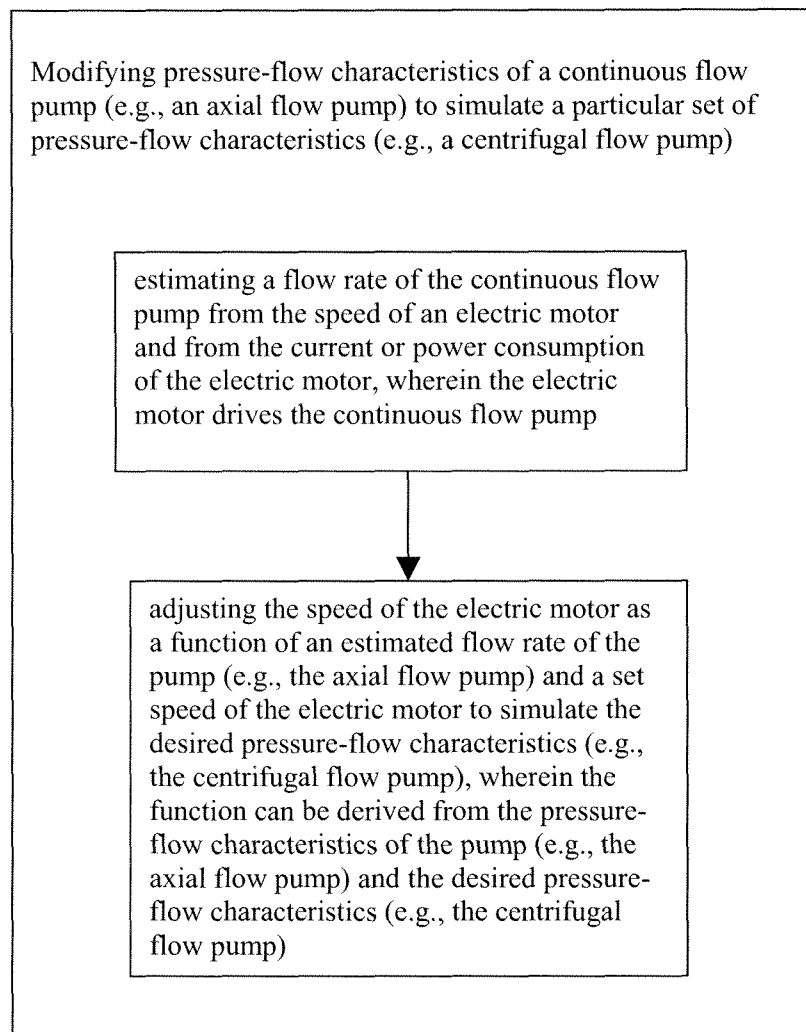 Modifying pressure-flow characteristics of a continuous flow
pump (e.g., an axial flow pump) to simulate a particular set of
pressure-flow characteristics (e.g., a centrifugal flow pump)
estimating a flow rate of the continuous flow
pump from the speed of an electric motor
and from the current or power consumption
of the electric motor, wherein the electric
motor drives the continuous flow pump
adjusting the speed of the electric motor as
a function of an estimated flow rate of the
pump (e.g., the axial flow pump) and a set
speed of the electric motor to simulate the
desired pressure-flow characteristics (e.g.,
the centrifugal flow pump), wherein the
function can be derived from the pressure-
flow characteristics of the pump (e.g., the
axial flow pump) and the desired pressure-
flow characteristics (e.g., the centrifugal
flow pump)